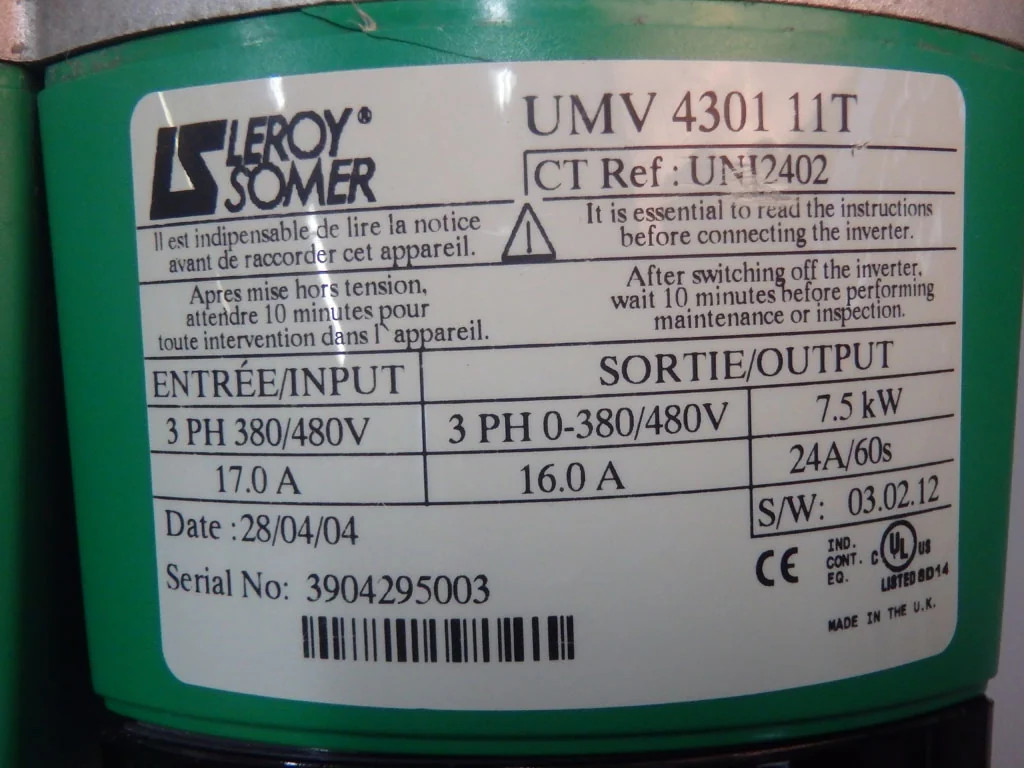 LEROY®
SOMER
UMV 4301 11T
CT Ref : UNI2402
Il est indipensable de lire la notice
avant de raccorder cet appareil.
It is essential to read the instructions
before connecting the inverter.
Apres mise hors tension,
attendre 10 minutes pour
toute intervention dans l'appareil.
After switching off the inverter,
wait 10 minutes before performing
maintenance or inspection.
ENTRÉE/INPUT
SORTIE/OUTPUT
3 PH 380/480V
3 PH 0-380/480V
7.5 kW
17.0 A
16.0 A
24A/60s
S/W: 03.02.12
Date : 28/04/04
Serial No: 3904295003
CE
IND.
CONT.
EQ.
C UL US
LISTED 8D14
MADE IN THE U.K.